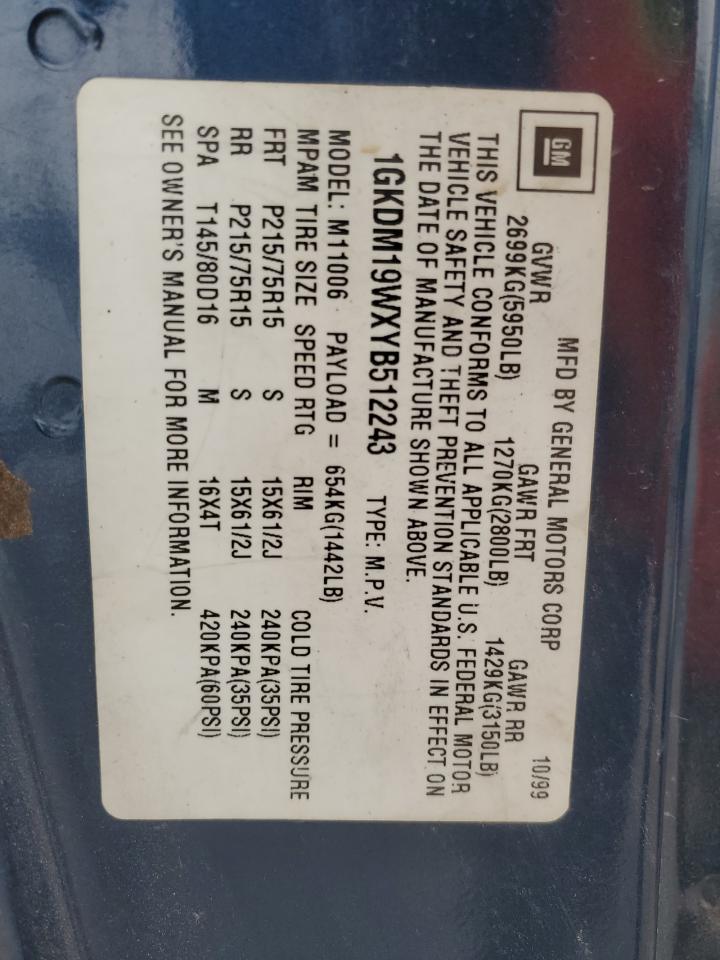 GM
MFD BY GENERAL MOTORS CORP 10/99
GVWR GAWR FRT GAWR RR
2699KG(5950LB) 1270KG(2800LB) 1429KG(3150LB)
THIS VEHICLE CONFORMS TO ALL APPLICABLE U.S. FEDERAL MOTOR
VEHICLE SAFETY AND THEFT PREVENTION STANDARDS IN EFFECT ON
THE DATE OF MANUFACTURE SHOWN ABOVE.
1GKDM19WXYB512243 TYPE: M.P.V.
MODEL: M11006 PAYLOAD = 654KG(1442LB)
MPAM TIRE SIZE SPEED RTG RIM COLD TIRE PRESSURE
FRT P215/75R15 S 15X61/2J 240KPA(35PSI)
RR P215/75R15 S 15X61/2J 240KPA(35PSI)
SPA T145/80D16 M 16X4T 420KPA(60PSI)
SEE OWNER'S MANUAL FOR MORE INFORMATION.